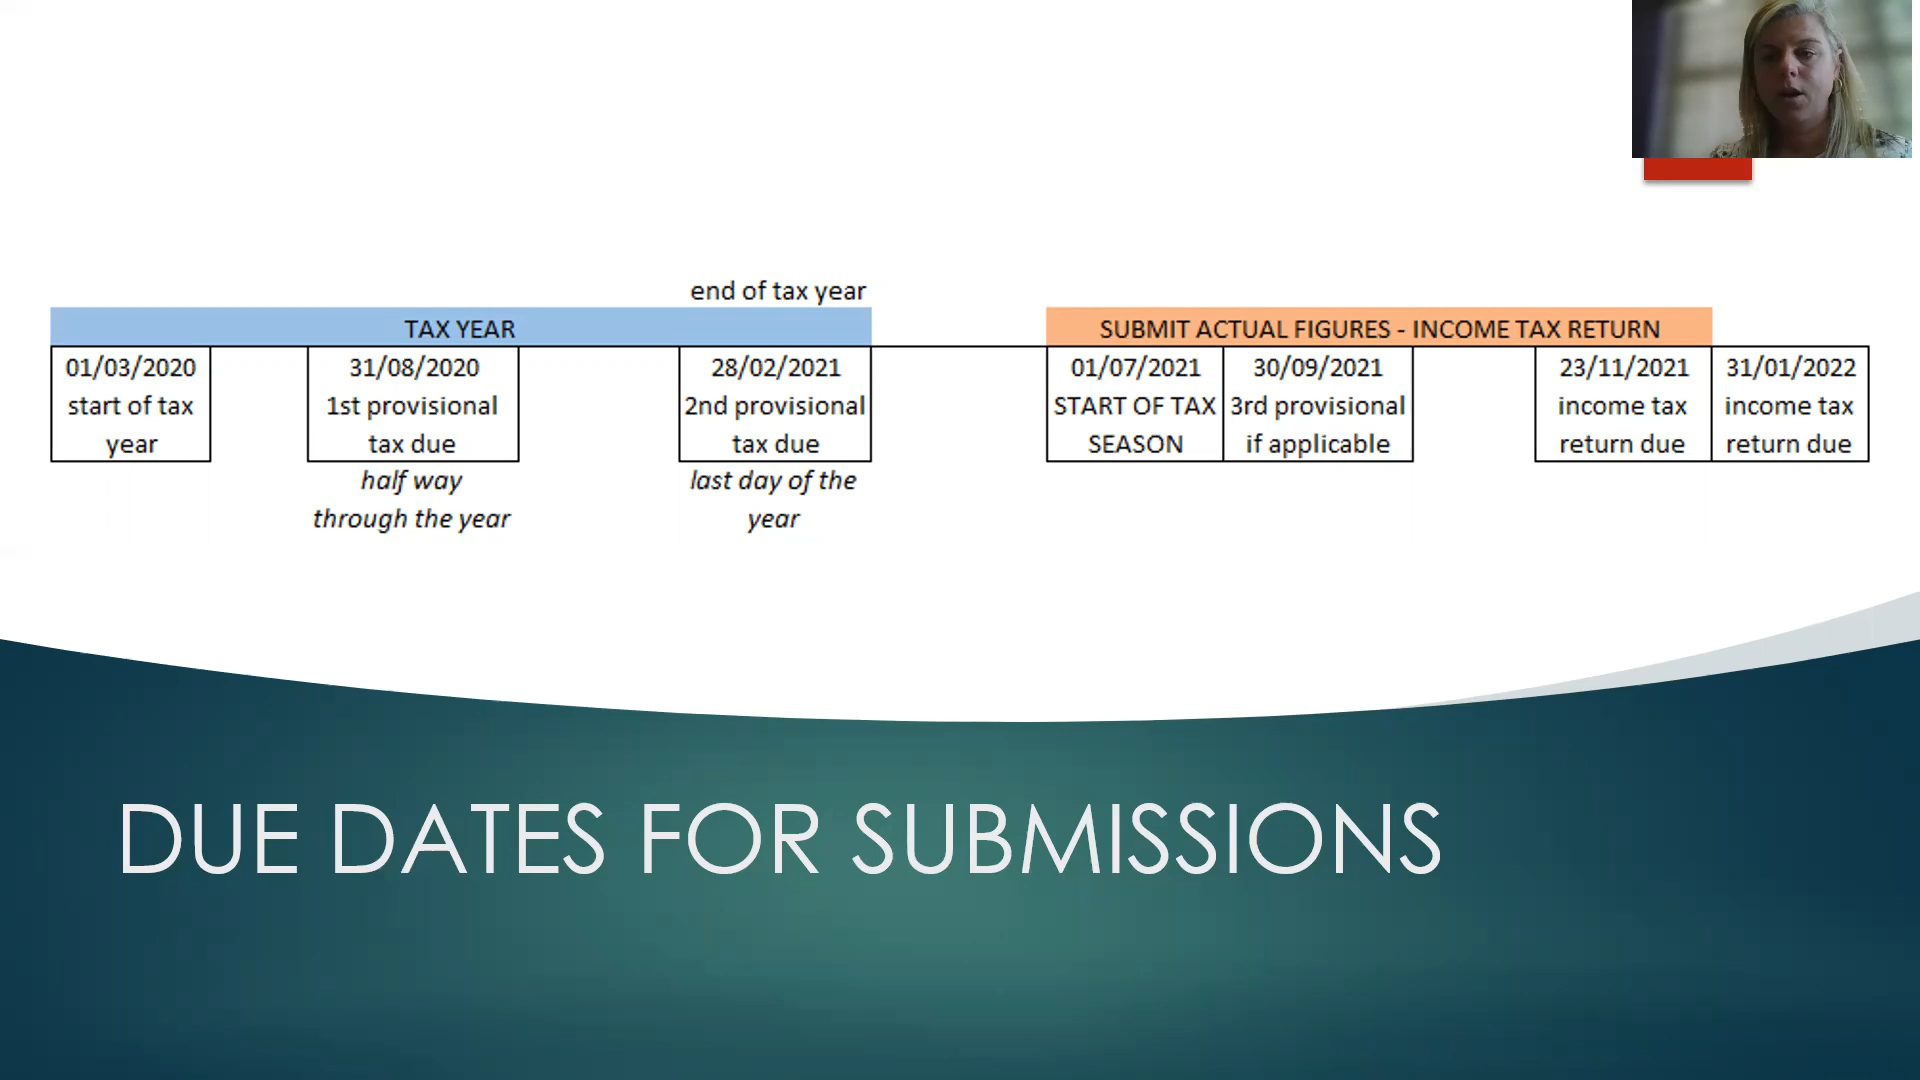 end of tax year
TAX YEAR
SUBMIT ACTUAL FIGURES - INCOME TAX RETURN
01/03/2020
start of tax
year
31/08/2020
1st provisional
tax due
half way
through the year
28/02/2021
2nd provisional
tax due
last day of the
year
01/07/2021
START OF TAX
SEASON
30/09/2021
3rd provisional
if applicable
23/11/2021
income tax
return due
31/01/2022
income tax
return due
DUE DATES FOR SUBMISSIONS